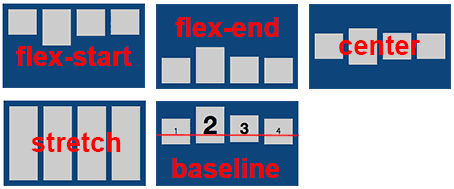 flex-start
flex-end
center
stretch
1 2 3 4
baseline